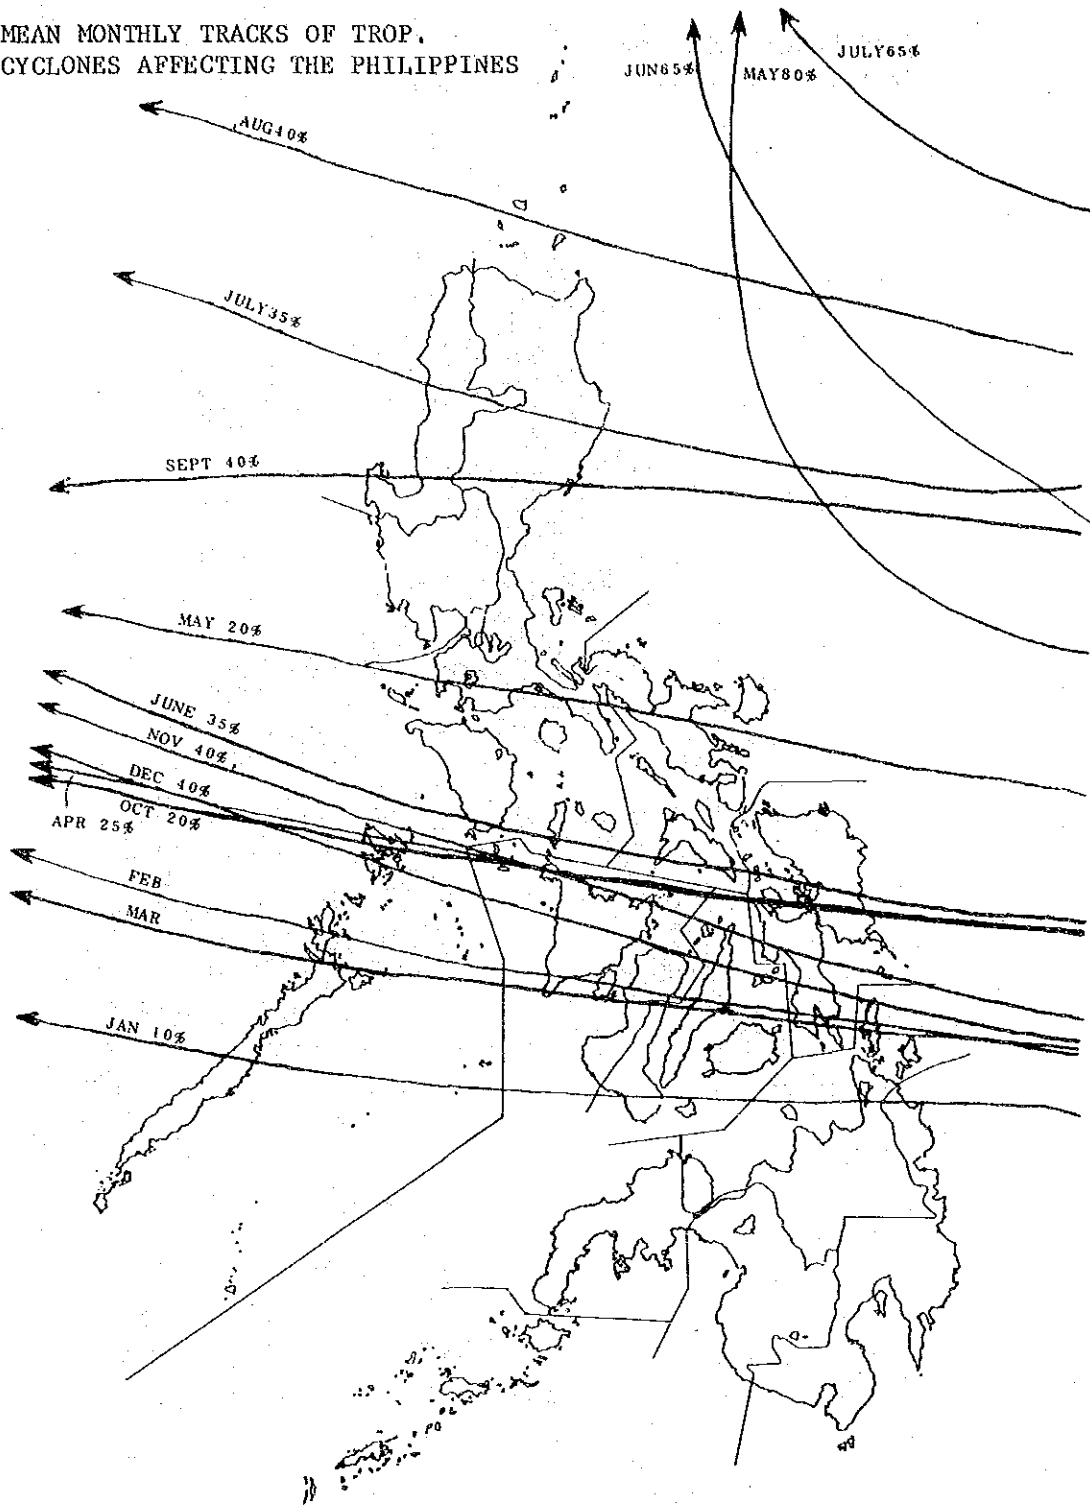 MEAN MONTHLY TRACKS OF TROP.
CYCLONES AFFECTING THE PHILIPPINES
JUN65%
MAY80%
JULY65%
AUG40%
JULY35%
SEPT 40%
MAY 20%
JUNE 35%
NOV 40%
DEC 40%
OCT 20%
APR 25%
FEB
MAR
JAN 10%